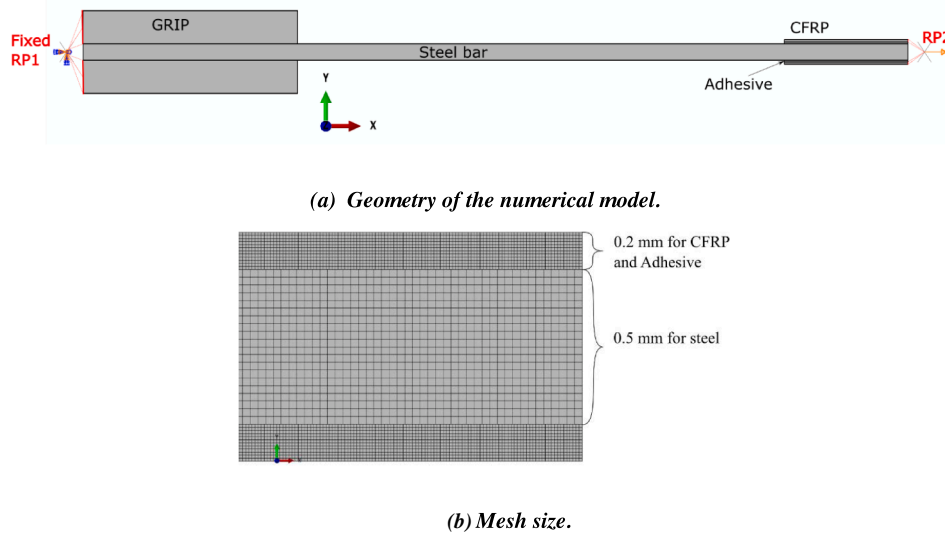 GRIP
CFRP
Fixed
RP1
Steel bar
RP2
Adhesive
Y
X
(a) Geometry of the numerical model.
0.2 mm for CFRP
and Adhesive
0.5 mm for steel
(b) Mesh size.